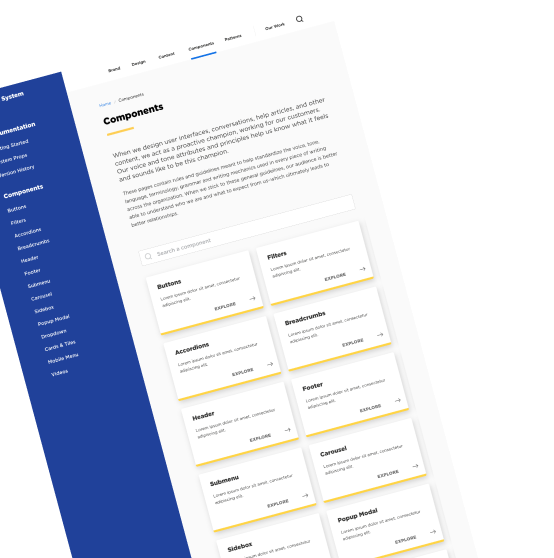 Brand
Design
Content
Components
Patterns
Our Work
System
Home
Components
Components
When we design user interfaces, conversations, help articles, and other
content, we act as a proactive champion, working for our customers.
Our voice and tone attributes and principles help us know what it feels
and sounds like to be this champion.
These pages contain rules and guidelines meant to help standardize the voice, tone,
language, terminology, grammar and writing mechanics used in every piece of writing
across the organization. When we stick to these general guidelines, our audience is better
able to understand who we are and what to expect from us—which ultimately leads to
better relationships.
Search a component
umentation
ting Started
stem Props
Version History
Components
Buttons
Filters
Accordions
Breadcrumbs
Header
Footer
Submenu
Carousel
Sidebox
Popup Modal
Dropdown
Cards & Tiles
Mobile Menu
Videos
Buttons
Lorem ipsum dolor sit amet, consectetur
adipiscing elit.
EXPLORE
Filters
Lorem ipsum dolor sit amet, consectetur
adipiscing elit.
EXPLORE
Accordions
Lorem ipsum dolor sit amet, consectetur
adipiscing elit.
EXPLORE
Breadcrumbs
Lorem ipsum dolor sit amet, consectetur
adipiscing elit.
EXPLORE
Header
Lorem ipsum dolor sit amet, consectetur
adipiscing elit.
EXPLORE
Footer
Lorem ipsum dolor sit amet, consectetur
adipiscing elit.
EXPLORE
Submenu
Lorem ipsum dolor sit amet, consectetur
adipiscing elit.
EXPLORE
Carousel
Lorem ipsum dolor sit amet, consectetur
adipiscing elit.
EXPLORE
Sidebox
Lorem ipsum dolor sit amet, consectetur
Popup Modal
Lorem ipsum dolor sit amet, consectetur
adipiscing elit.
EXPLORE